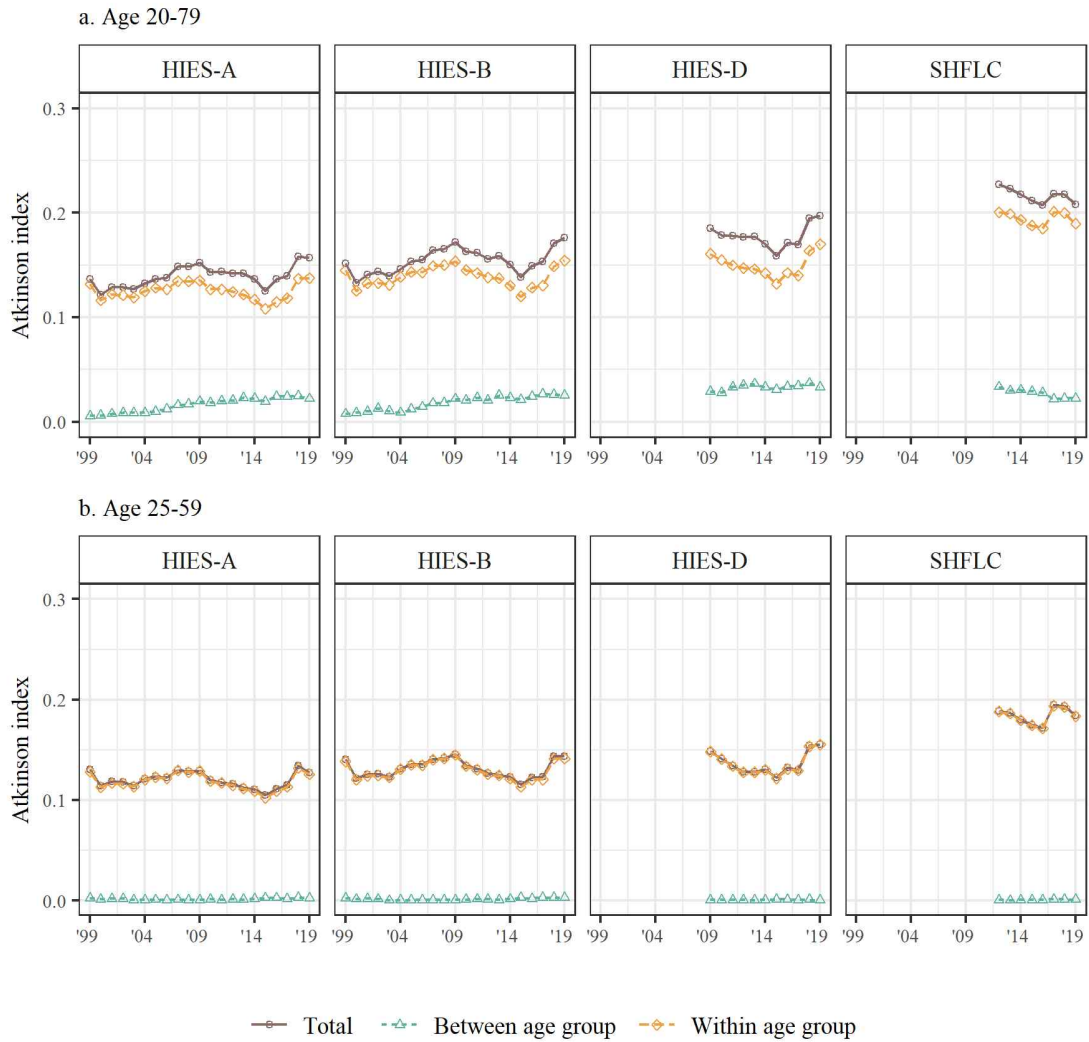 a. Age 20-79
HIES-A HIES-B HIES-D SHFLC
Atkinson index
0.3
0.2
0.1
0.0
'99 '04 '09 '14 '19 '99 '04 '09 '14 '19 '99 '04 '09 '14 '19 '99 '04 '09 '14 '19
b. Age 25-59
HIES-A HIES-B HIES-D SHFLC
Atkinson index
0.3
0.2
0.1
0.0
'99 '04 '09 '14 '19 '99 '04 '09 '14 '19 '99 '04 '09 '14 '19 '99 '04 '09 '14 '19
Total Between age group Within age group